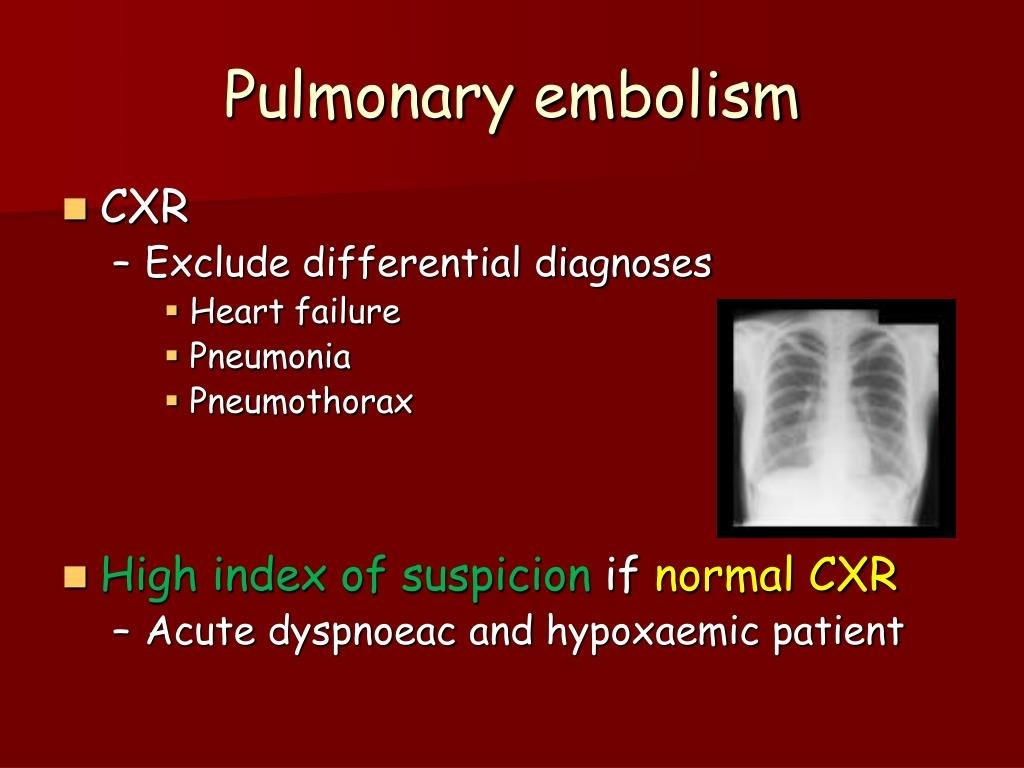 Pulmonary embolism
CXR
– Exclude differential diagnoses
Heart failure
Pneumonia
Pneumothorax
High index of suspicion if normal CXR
– Acute dyspnoeac and hypoxaemic patient